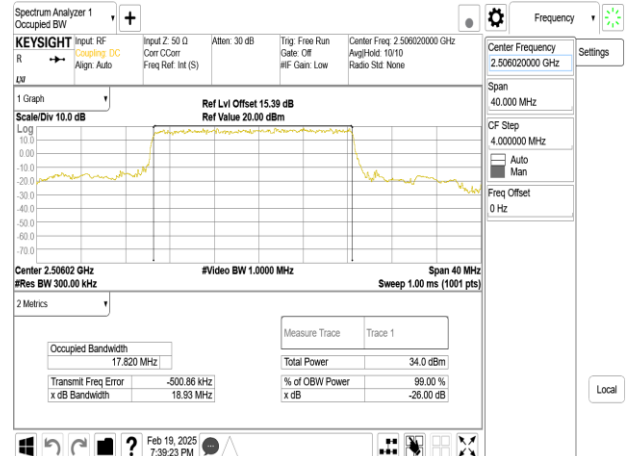 Spectrum Analyzer 1
Occupied BW
Frequency
KEYSIGHT
R
Input: RF
Coupling: DC
Align: Auto
Input Z: 50 Ω
Corr CCorr
Freq Ref: Int (S)
Atten: 30 dB
Trig: Free Run
Gate: Off
#IF Gain: Low
Center Freq: 2.506020000 GHz
Avg|Hold: 10/10
Radio Std: None
Center Frequency
2.506020000 GHz
Settings
Span
40.000 MHz
CF Step
4.000000 MHz
Auto
Man
Freq Offset
0 Hz
Local
1 Graph
Scale/Div 10.0 dB
Ref Lvl Offset 15.39 dB
Ref Value 20.00 dBm
Log
10.0
0.00
-10.0
-20.0
-30.0
-40.0
-50.0
-60.0
-70.0
Center 2.50602 GHz
#Res BW 300.00 kHz
#Video BW 1.0000 MHz
Span 40 MHz
Sweep 1.00 ms (1001 pts)
2 Metrics
Measure Trace
Trace 1
Occupied Bandwidth
17.820 MHz
Total Power
34.0 dBm
Transmit Freq Error
-500.86 kHz
% of OBW Power
99.00 %
x dB Bandwidth
18.93 MHz
x dB
-26.00 dB
?
Feb 19, 2025
7:39:23 PM